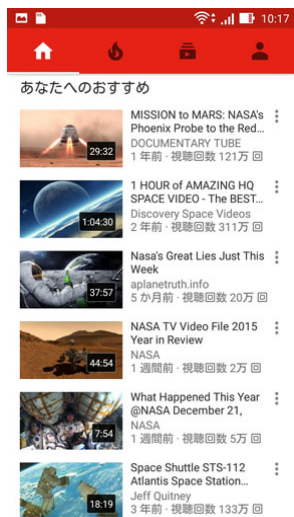 10:17
あなたへのおすすめ
29:32
MISSION to MARS: NASA's
Phoenix Probe to the Red...
DOCUMENTARY TUBE
1 年前 · 視聴回数 121万 回
1:04:30
1 HOUR of AMAZING HQ
SPACE VIDEO - The BEST...
Discovery Space Videos
2 年前 · 視聴回数 311万 回
37:57
Nasa's Great Lies Just This
Week
aplanetruth.info
5 か月前 · 視聴回数 20万 回
44:54
NASA TV Video File 2015
Year in Review
NASA
1 週間前 · 視聴回数 2万 回
7:54
What Happened This Year
@NASA December 21,
NASA
1 週間前 · 視聴回数 5万 回
18:19
Space Shuttle STS-112
Atlantis Space Station...
Jeff Quitney
3 年前 · 視聴回数 133万 回